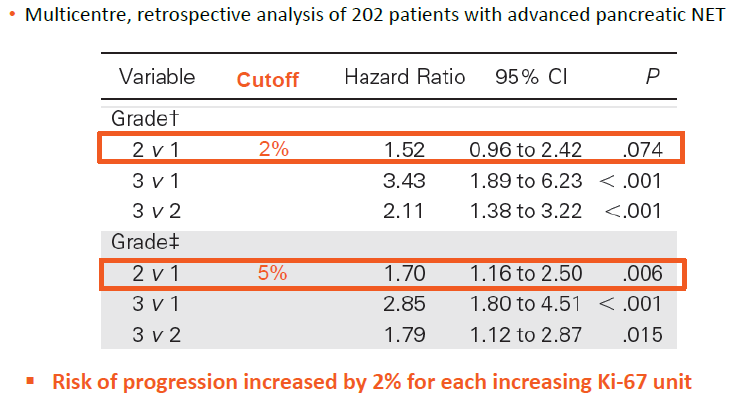 • Multicentre, retrospective analysis of 202 patients with advanced pancreatic NET
Variable Cutoff Hazard Ratio 95% CI P
Grade†
2 v 1 2% 1.52 0.96 to 2.42 .074
3 v 1 3.43 1.89 to 6.23 < .001
3 v 2 2.11 1.38 to 3.22 <.001
Grade‡
2 v 1 5% 1.70 1.16 to 2.50 .006
3 v 1 2.85 1.80 to 4.51 < .001
3 v 2 1.79 1.12 to 2.87 .015
▪ Risk of progression increased by 2% for each increasing Ki-67 unit